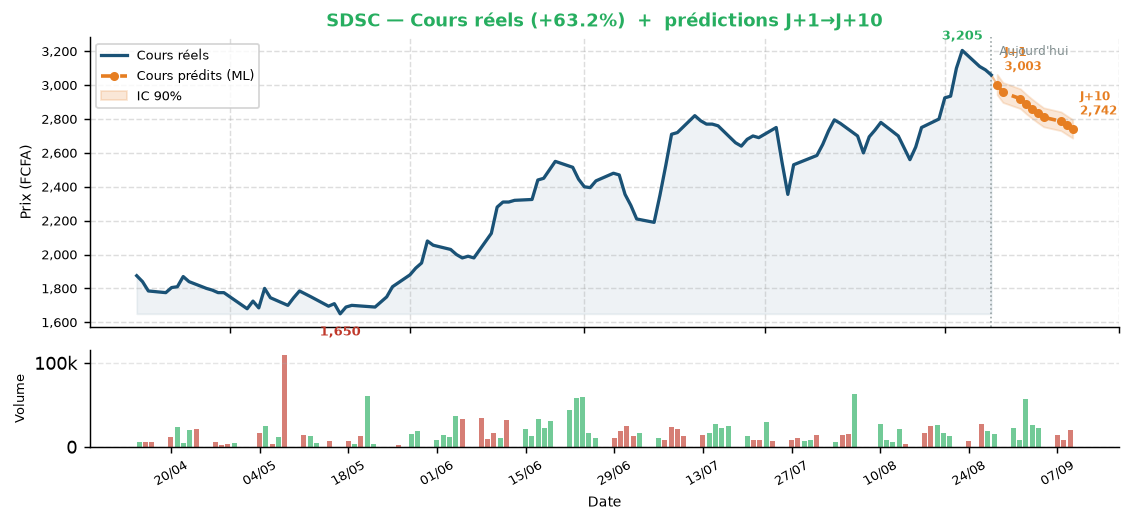 SDSC — Cours réels (+63.2%)  +  prédictions J+1→J+10
Cours réels
Cours prédits (ML)
IC 90%
3,205
Aujourd'hui
J+1
3,003
J+10
2,742
1,650
Prix (FCFA)
3,200
3,000
2,800
2,600
2,400
2,200
2,000
1,800
1,600
Volume
100k
0
20/04
04/05
18/05
01/06
15/06
29/06
13/07
27/07
10/08
24/08
07/09
Date